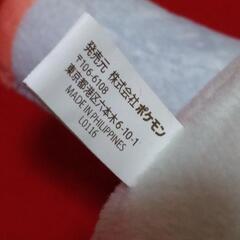 発売元 株式会社ポケモン
〒106-6108
東京都港区六本木6-10-1
MADE IN PHILIPPINES
L0116